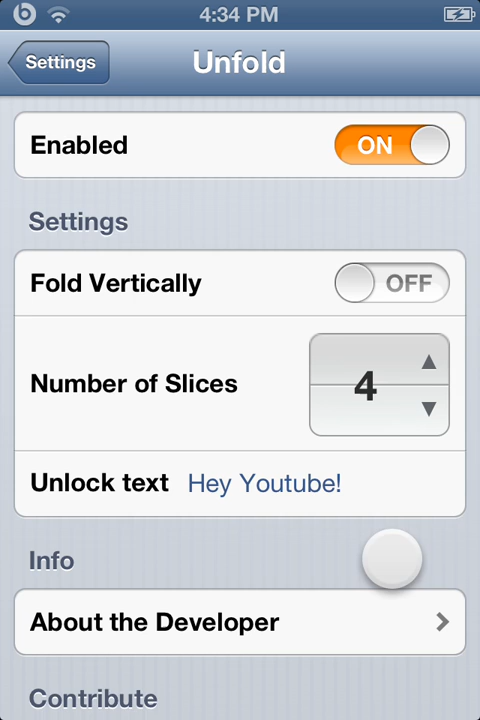 4:34 PM
Settings
Unfold
Enabled
ON
Settings
Fold Vertically
OFF
Number of Slices
4
Unlock text Hey Youtube!
Info
About the Developer
Contribute